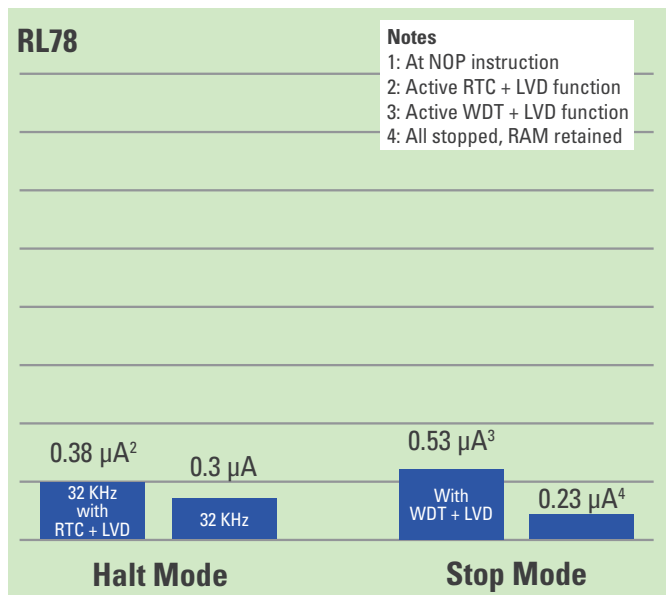 RL78
Notes
1: At NOP instruction
2: Active RTC + LVD function
3: Active WDT + LVD function
4: All stopped, RAM retained
0.38 µA²
32 KHz
with
RTC + LVD
0.3 µA
32 KHz
0.53 µA³
With
WDT + LVD
0.23 µA⁴
Halt Mode
Stop Mode